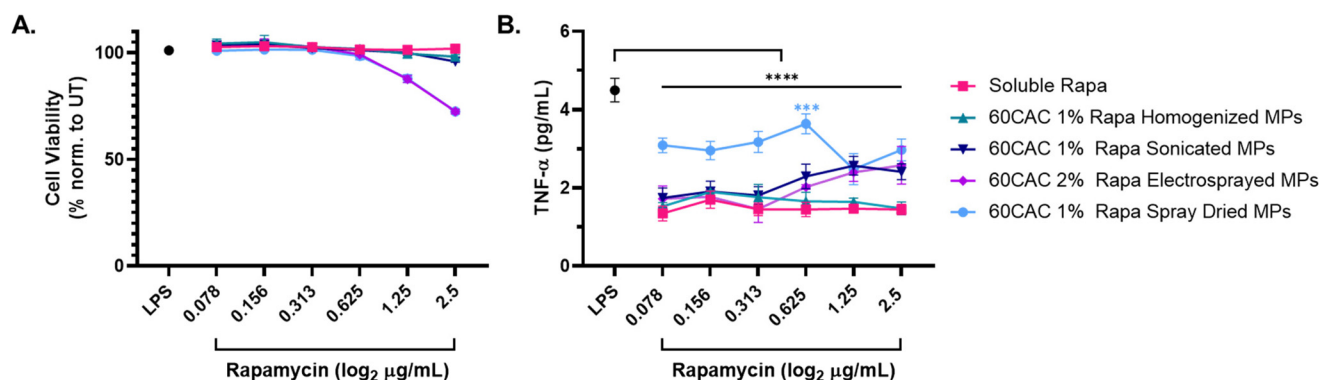 A.
Cell Viability
(% norm. to UT)
100
50
0
LPS
0.078
0.156
0.313
0.625
1.25
2.5
Rapamycin (log₂ μg/mL)
B.
TNF-α (pg/mL)
6
4
2
0
****
***
LPS
0.078
0.156
0.313
0.625
1.25
2.5
Rapamycin (log₂ μg/mL)
Soluble Rapa
60CAC 1% Rapa Homogenized MPs
60CAC 1% Rapa Sonicated MPs
60CAC 2% Rapa Electrosprayed MPs
60CAC 1% Rapa Spray Dried MPs